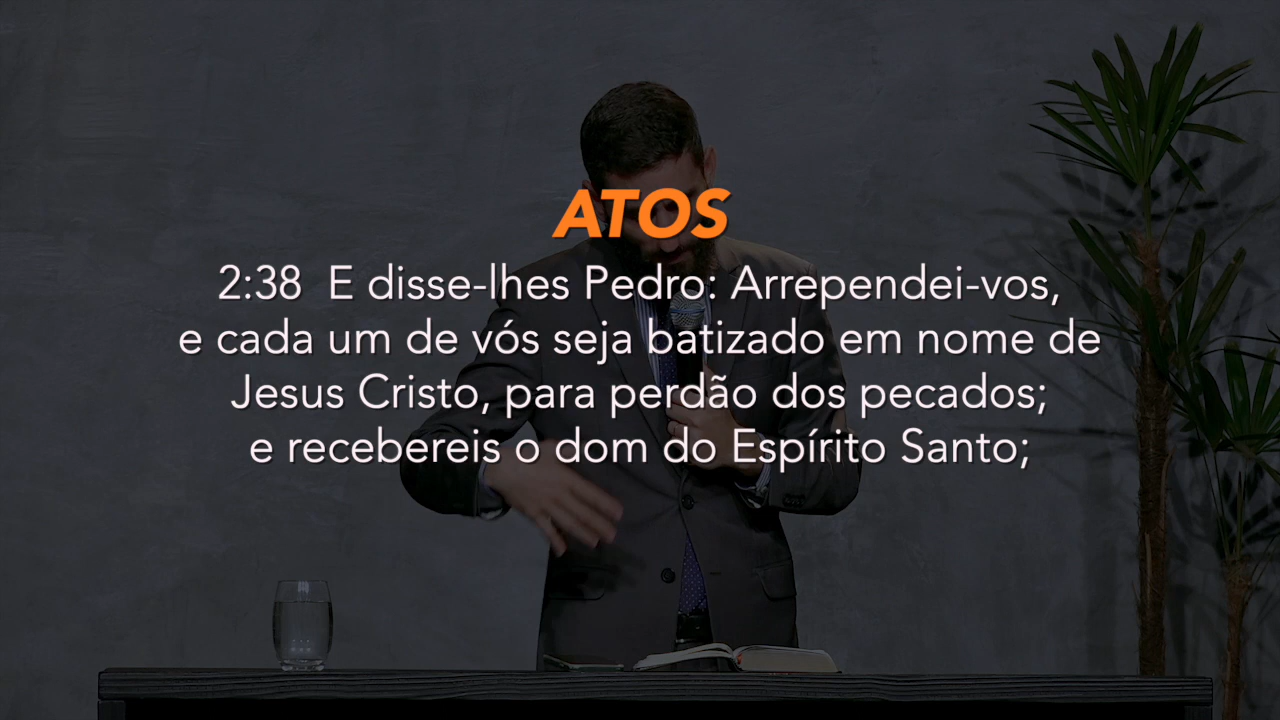 ATOS
2:38 E disse-lhes Pedro: Arrependei-vos,
e cada um de vós seja batizado em nome de
Jesus Cristo, para perdão dos pecados;
e recebereis o dom do Espírito Santo;